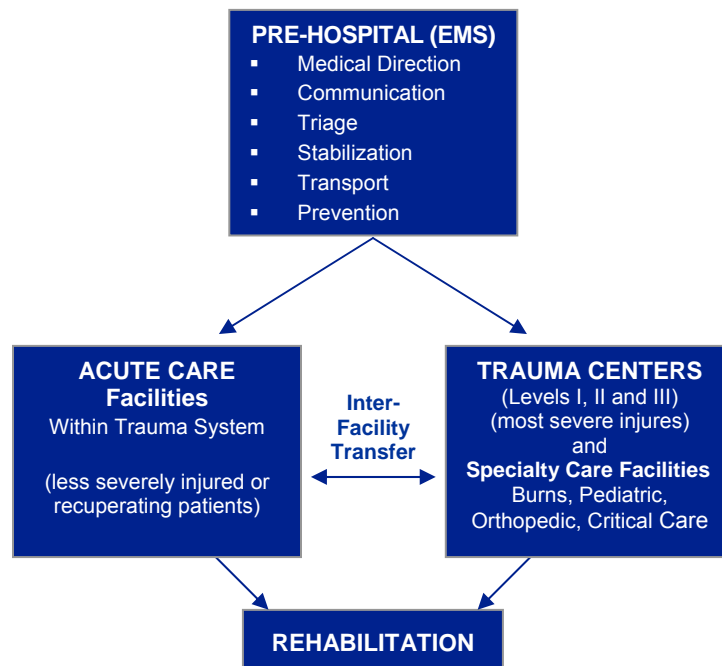 PRE-HOSPITAL (EMS)
▪ Medical Direction
▪ Communication
▪ Triage
▪ Stabilization
▪ Transport
▪ Prevention
ACUTE CARE
Facilities
Within Trauma System
(less severely injured or
recuperating patients)
Inter-
Facility
Transfer
TRAUMA CENTERS
(Levels I, II and III)
(most severe injures)
and
Specialty Care Facilities
Burns, Pediatric,
Orthopedic, Critical Care
REHABILITATION